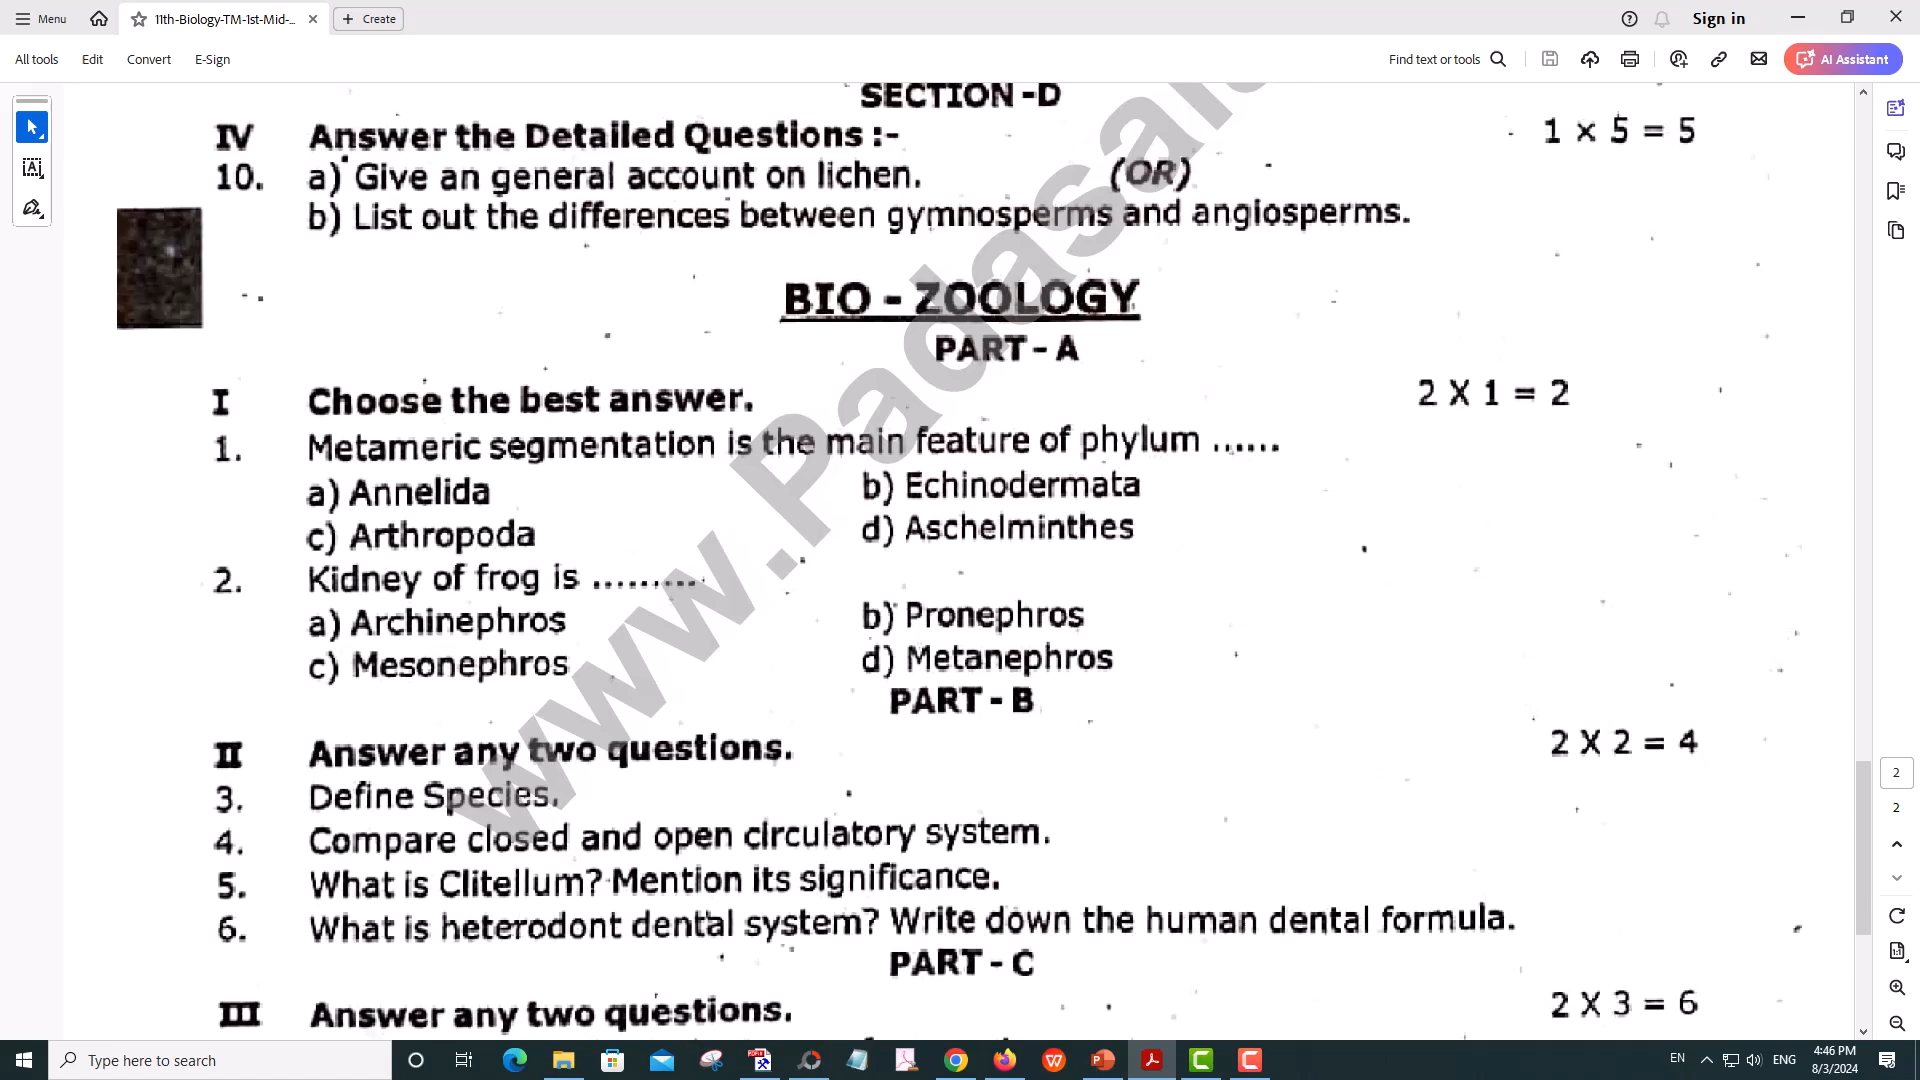 Menu
11th-Biology-TM-1st-Mid-...
Create
Sign in
All tools Edit Convert E-Sign
Find text or tools
AI Assistant
SECTION -D
IV Answer the Detailed Questions :- 1 × 5 = 5
10. a) Give an general account on lichen. (OR)
b) List out the differences between gymnosperms and angiosperms.
BIO - ZOOLOGY
PART - A
I Choose the best answer. 2 X 1 = 2
1. Metameric segmentation is the main feature of phylum ......
a) Annelida b) Echinodermata
c) Arthropoda d) Aschelminthes
2. Kidney of frog is ..........
a) Archinephros b) Pronephros
c) Mesonephros d) Metanephros
PART - B
II Answer any two questions. 2 X 2 = 4
3. Define Species.
4. Compare closed and open circulatory system.
5. What is Clitellum? Mention its significance.
6. What is heterodont dental system? Write down the human dental formula.
PART - C
III Answer any two questions. 2 X 3 = 6
www.Padasal
2
2
Type here to search
EN
ENG
4:46 PM
8/3/2024